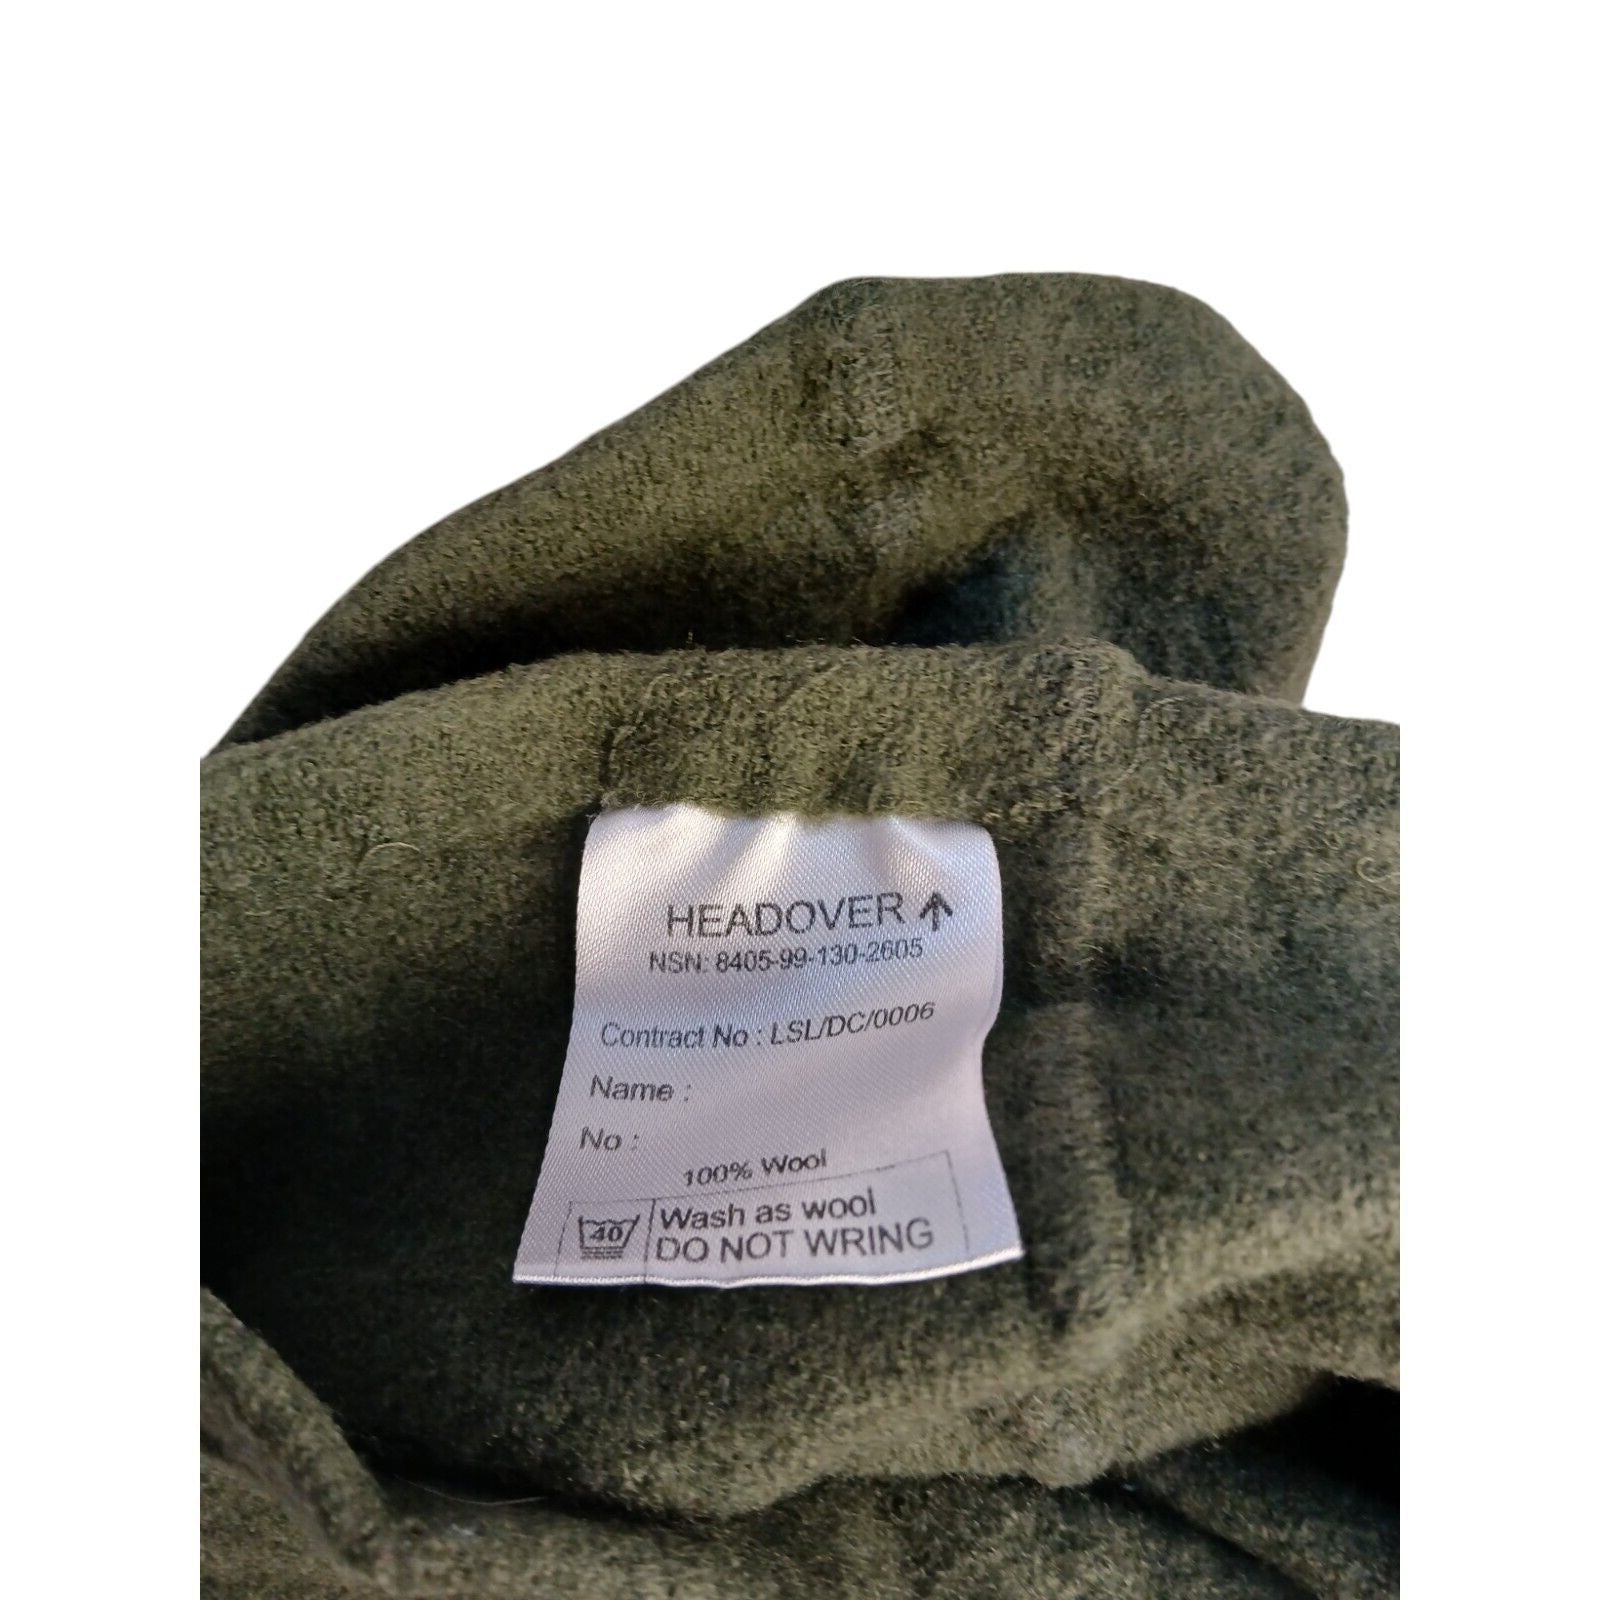 HEADOVER ↑
NSN: 8405-99-130-2605
Contract No : LSL/DC/0006
Name :
No :
100% Wool
40 Wash as wool
DO NOT WRING